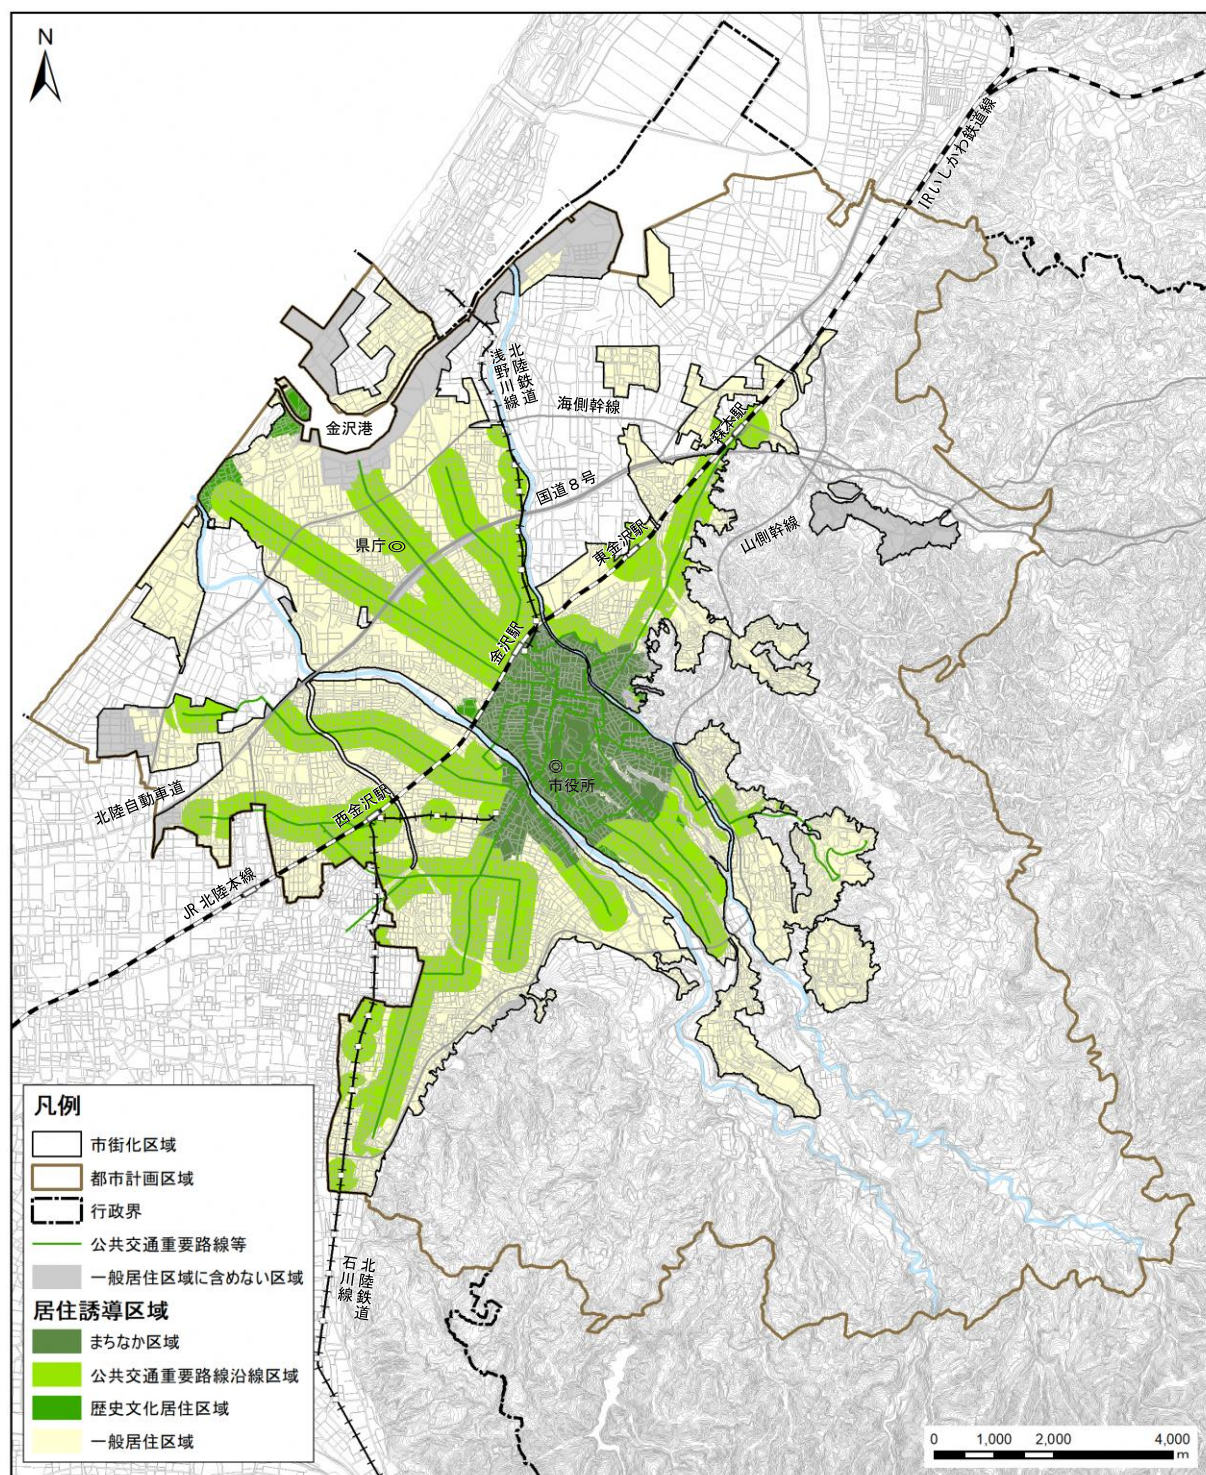 N
IRいしかわ鉄道線
北陸鉄道
浅野川線
海側幹線
金沢港
森本駅
国道8号
東金沢駅
山側幹線
県庁
金沢駅
市役所
北陸自動車道
西金沢駅
JR 北陸本線
北陸鉄道
石川線
凡例
市街化区域
都市計画区域
行政界
公共交通重要路線等
一般居住区域に含めない区域
居住誘導区域
まちなか区域
公共交通重要路線沿線区域
歴史文化居住区域
一般居住区域
0 1,000 2,000 4,000
m